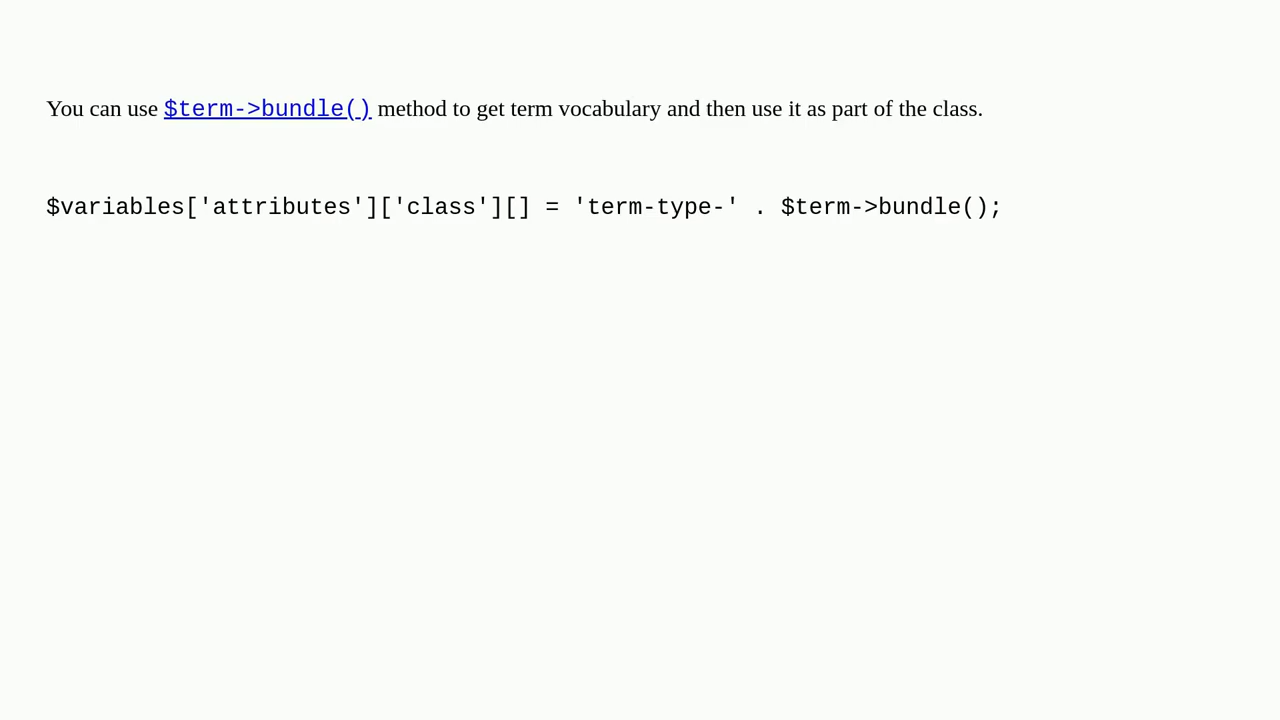 You can use $term->bundle() method to get term vocabulary and then use it as part of the class.
$variables['attributes']['class'][] = 'term-type-' . $term->bundle();